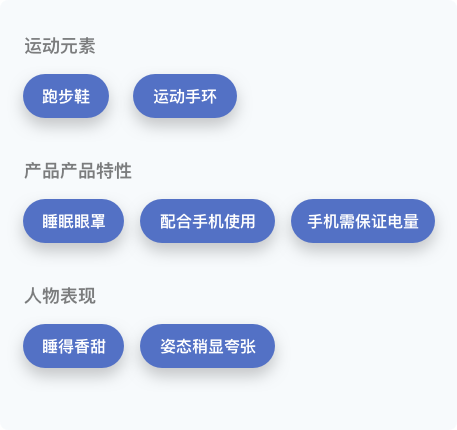 运动元素
跑步鞋 运动手环
产品产品特性
睡眠眼罩 配合手机使用 手机需保证电量
人物表现
睡得香甜 姿态稍显夸张